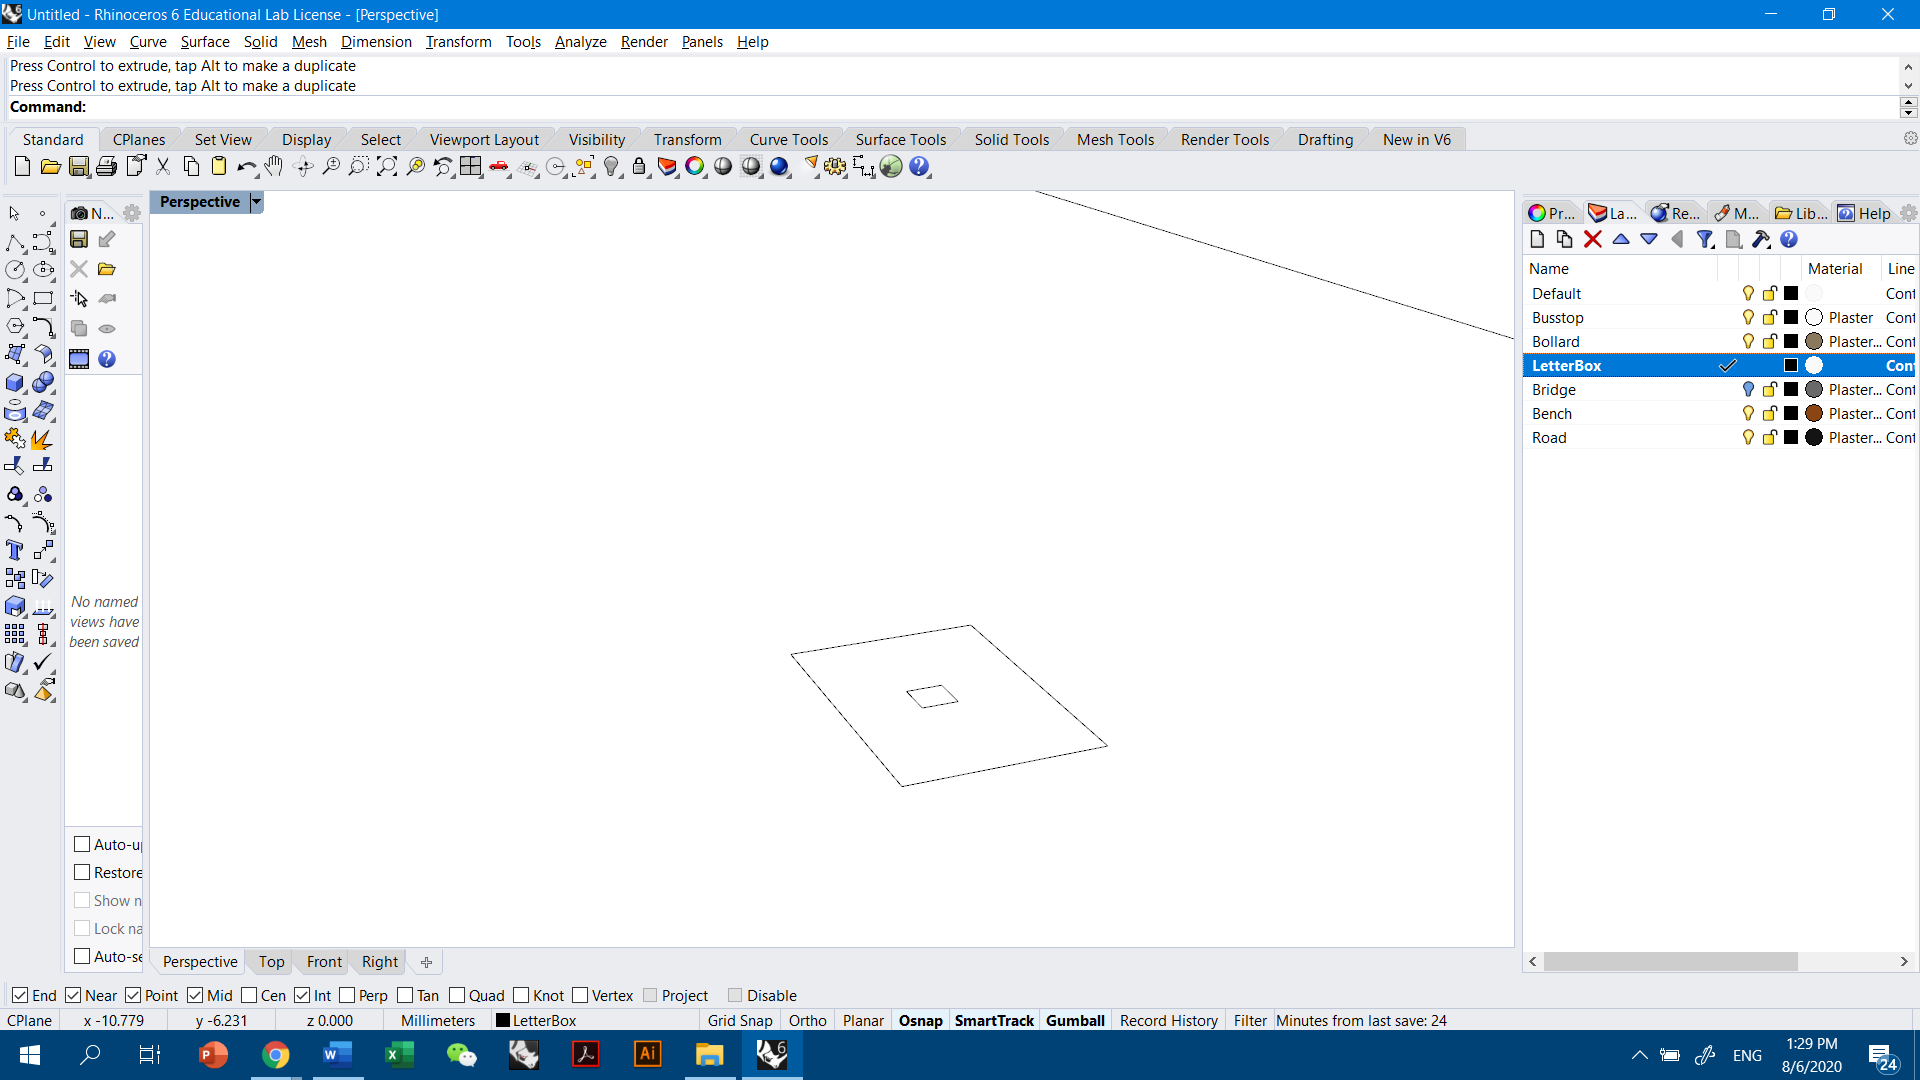 Untitled - Rhinoceros 6 Educational Lab License - [Perspective]
File Edit View Curve Surface Solid Mesh Dimension Transform Tools Analyze Render Panels Help
Press Control to extrude, tap Alt to make a duplicate
Press Control to extrude, tap Alt to make a duplicate
Command:
Standard CPlanes Set View Display Select Viewport Layout Visibility Transform Curve Tools Surface Tools Solid Tools Mesh Tools Render Tools Drafting New in V6
N...
Perspective
Pr... La... Re... M... Lib... Help
Name Material Line
Default Cont
Busstop Plaster Cont
Bollard Plaster... Cont
LetterBox Cont
Bridge Plaster... Cont
Bench Plaster... Cont
Road Plaster... Cont
No named
views have
been saved
Auto-u
Restore
Show n
Lock na
Auto-se
Perspective Top Front Right
End Near Point Mid Cen Int Perp Tan Quad Knot Vertex Project Disable
CPlane x -10.779 y -6.231 z 0.000 Millimeters LetterBox Grid Snap Ortho Planar Osnap SmartTrack Gumball Record History Filter Minutes from last save: 24
ENG
1:29 PM
8/6/2020
24